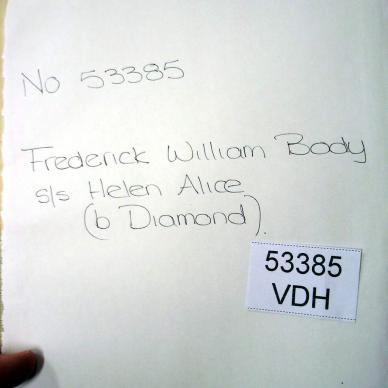 No 53385
Frederick William Body
s/s Helen Alice
(b Diamond).
53385
VDH